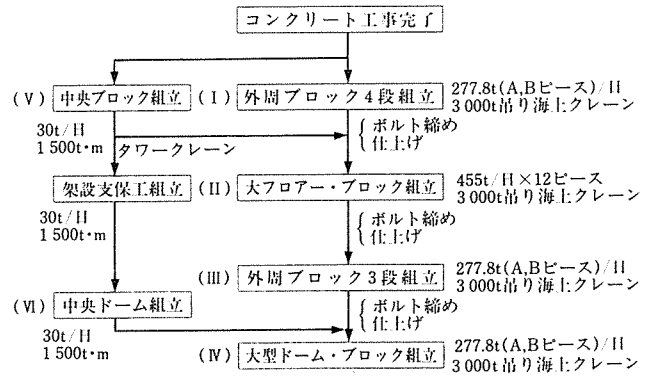 コンクリート工事完了
(Ⅴ) 中央ブロック組立
30t/H
1 500t・m
タワークレーン
(Ⅰ) 外周ブロック4段組立
277.8t(A,Bピース)/H
3 000t吊り海上クレーン
ボルト締め
仕上げ
架設支保工組立
30t/H
1 500t・m
(Ⅱ) 大フロアー・ブロック組立
455t/H×12ピース
3 000t吊り海上クレーン
ボルト締め
仕上げ
(Ⅲ) 外周ブロック3段組立
277.8t(A,Bピース)/H
3 000t吊り海上クレーン
(Ⅵ) 中央ドーム組立
30t/H
1 500t・m
ボルト締め
仕上げ
(Ⅳ) 大型ドーム・ブロック組立
277.8t(A,Bピース)/H
3 000t吊り海上クレーン